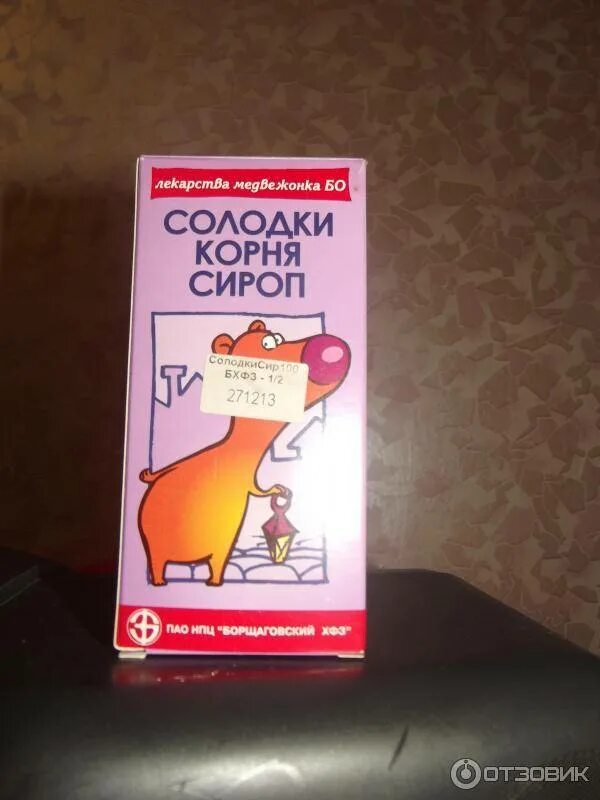 лекарства медвежонка БО
СОЛОДКИ
КОРНЯ
СИРОП
СолодкиСир100
БХФЗ - 1/2
271213
ПАО НПЦ "БОРЩАГОВСКИЙ ХФЗ"
ОТЗОВИК